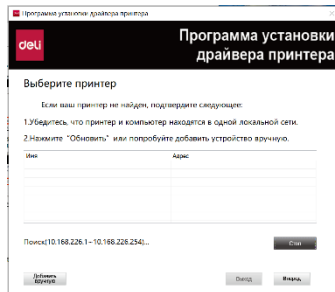 Программа установки драйвера принтера
deli
Программа установки
драйвера принтера
Выберите принтер
Если ваш принтер не найден, подтвердите следующее:
1.Убедитесь, что принтер и компьютер находятся в одной локальной сети.
2.Нажмите "Обновить" или попробуйте добавить устройство вручную.
Имя Адрес
Поиск[10.168.226.1~10.168.226.254]...
Стоп
Добавить
вручную
Выход
Вперед